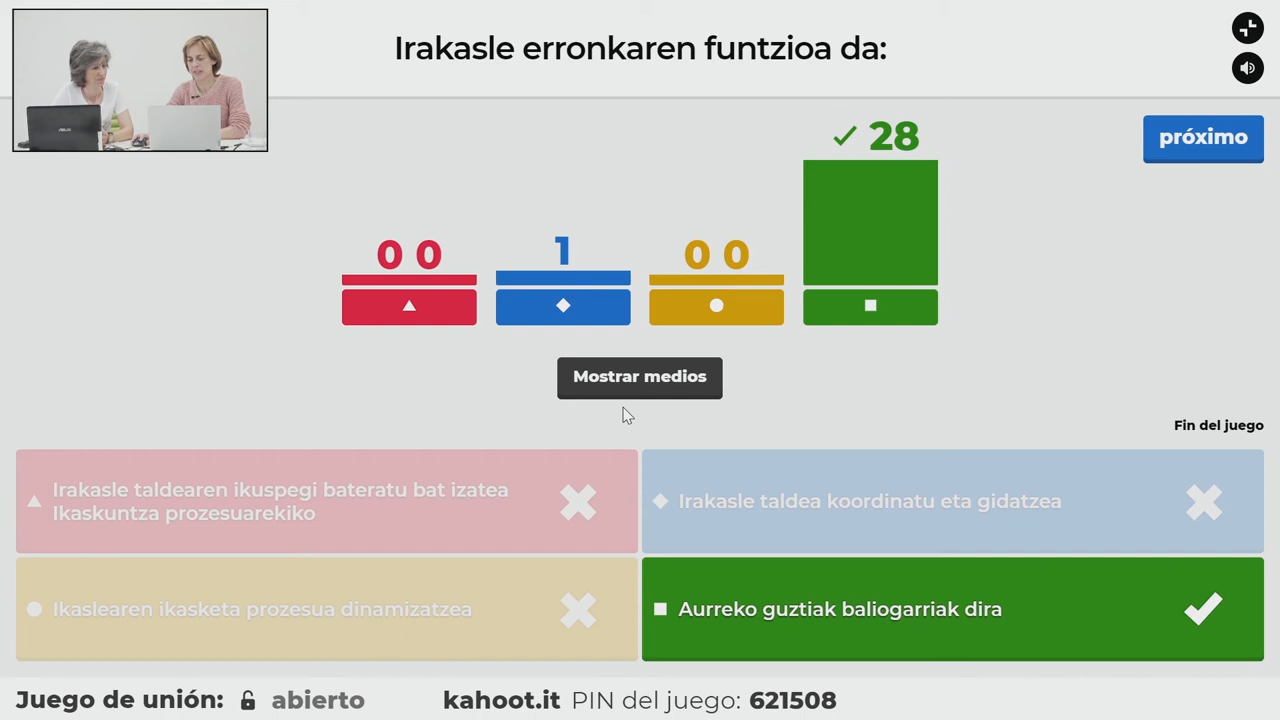 Irakasle erronkaren funtzioa da:
ASUS
próximo
28
0 0
1
0 0
Mostrar medios
Fin del juego
Irakasle taldearen ikuspegi bateratu bat izatea
Ikaskuntza prozesuarekiko
Irakasle taldea koordinatu eta gidatzea
Ikaslearen ikasketa prozesua dinamizatzea
Aurreko guztiak baliogarriak dira
Juego de unión: abierto kahoot.it PIN del juego: 621508